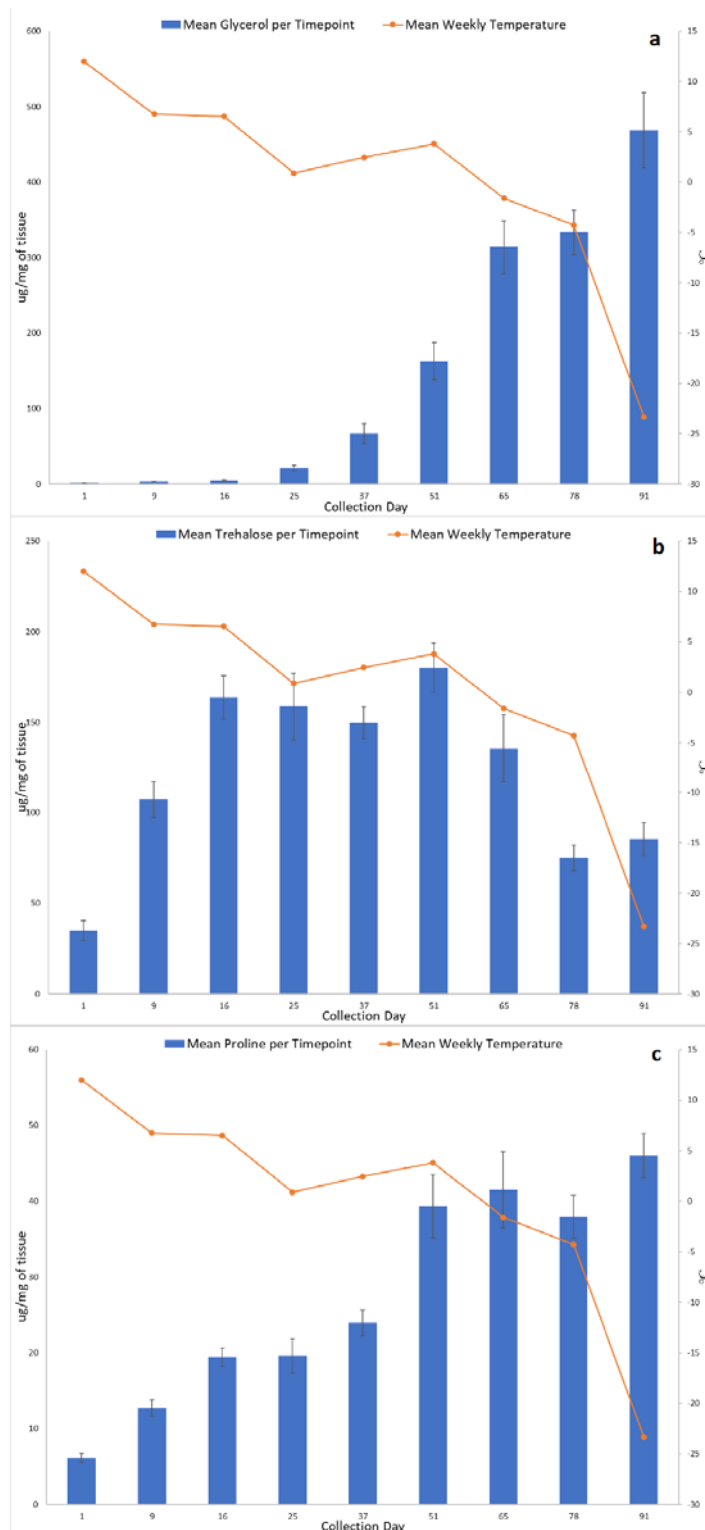 Mean Glycerol per Timepoint Mean Weekly Temperature
a
600 15
500 10
5
400 0
300 -5
-10
200 -15
100 -20
-25
0 -30
ug/mg of tissue
°C
1 9 16 25 37 51 65 78 91
Collection Day
Mean Trehalose per Timepoint Mean Weekly Temperature
b
250 15
10
200 5
0
150 -5
100 -10
-15
50 -20
-25
0 -30
ug/mg of tissue
°C
1 9 16 25 37 51 65 78 91
Collection Day
Mean Proline per Timepoint Mean Weekly Temperature
c
60 15
50 10
5
40 0
30 -5
-10
20 -15
10 -20
-25
0 -30
ug/mg of tissue
°C
1 9 16 25 37 51 65 78 91
Collection Day